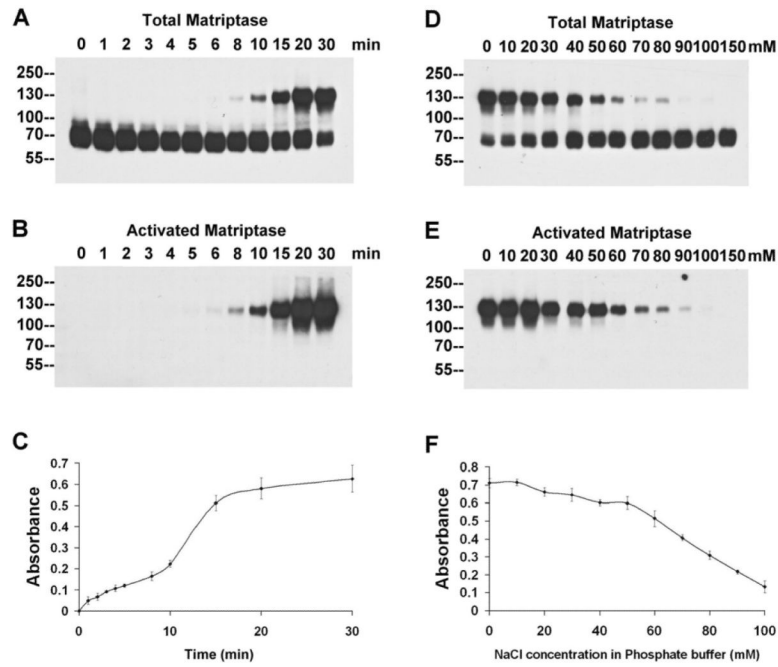 A
Total Matriptase
0 1 2 3 4 5 6 8 10 15 20 30 min
250--
130--
100--
70--
55--
B
Activated Matriptase
0 1 2 3 4 5 6 8 10 15 20 30 min
250--
130--
100--
70--
55--
C
Absorbance
0.7
0.6
0.5
0.4
0.3
0.2
0.1
0
0 10 20 30
Time (min)
D
Total Matriptase
0 10 20 30 40 50 60 70 80 90 100 150 mM
250--
130--
100--
70--
55--
E
Activated Matriptase
0 10 20 30 40 50 60 70 80 90 100 150 mM
250--
130--
100--
70--
55--
F
Absorbance
0.8
0.7
0.6
0.5
0.4
0.3
0.2
0.1
0
0 20 40 60 80 100
NaCl concentration in Phosphate buffer (mM)